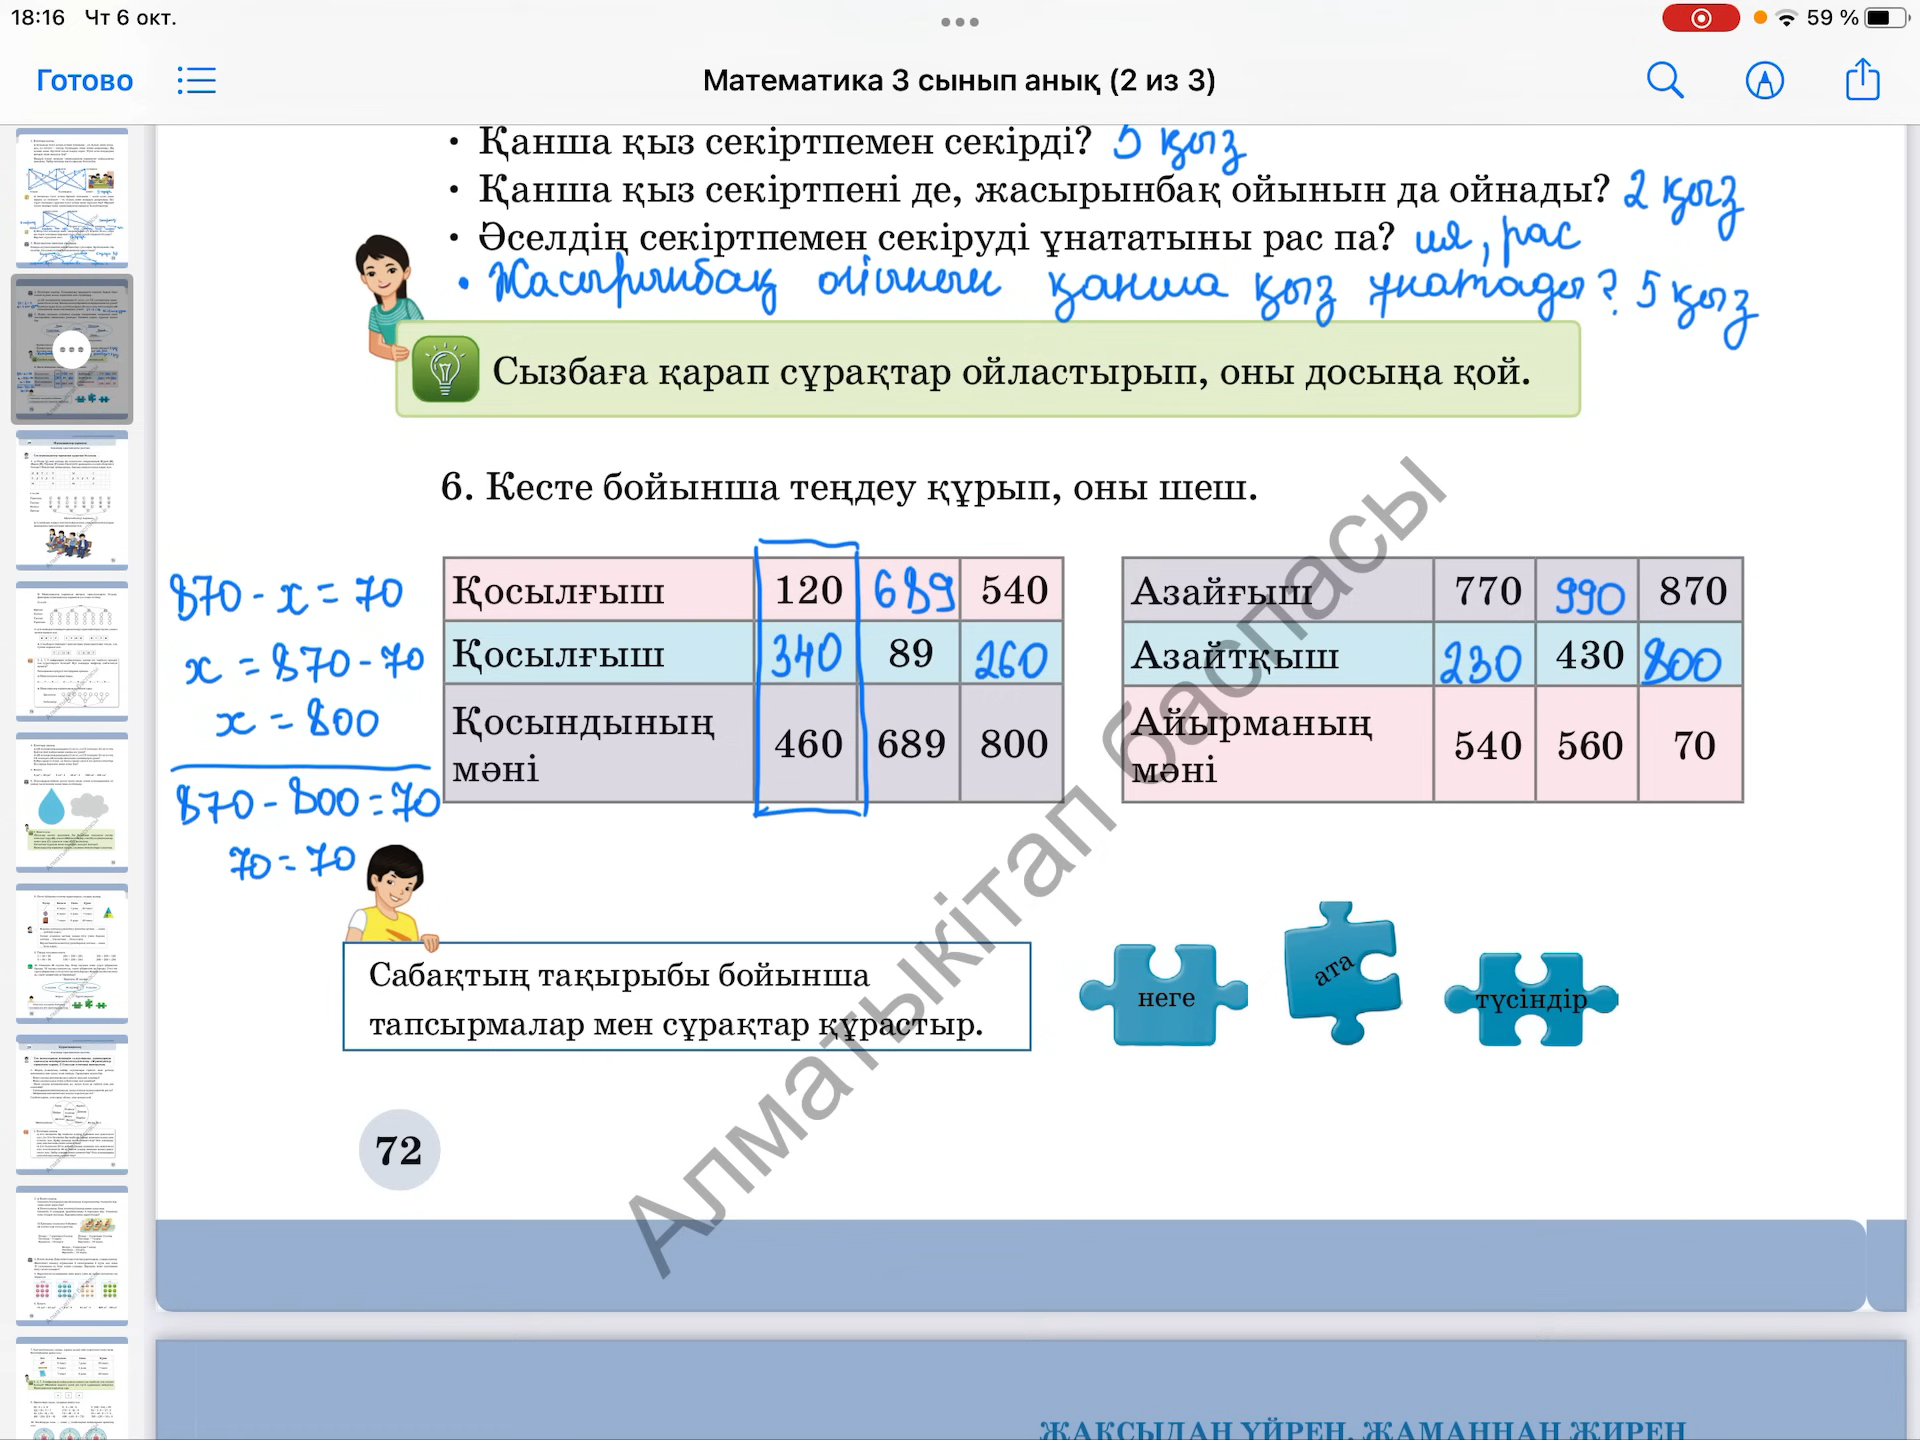 18:16 Чт 6 окт.
59 %
Готово
Математика 3 сынып анық (2 из 3)
• Қанша қыз секіртпемен секірді? 5 қыз
• Қанша қыз секіртпені де, жасырынбақ ойынын да ойнады? 2 қыз
• Әселдің секіртпемен секіруді ұнататыны рас па? ия, рас
• Жасырынбақ ойынын қанша қыз ұнатады? 5 қыз
Сызбаға қарап сұрақтар ойластырып, оны досыңа қой.
6. Кесте бойынша теңдеу құрып, оны шеш.
870 - x = 70
x = 870 - 70
x = 800
870 - 800 = 70
70 = 70
Қосылғыш 120 689 540
Қосылғыш 340 89 260
Қосындының мәні 460 689 800
Азайғыш 770 990 870
Азайтқыш 230 430 800
Айырманың мәні 540 560 70
Сабақтың тақырыбы бойынша
тапсырмалар мен сұрақтар құрастыр.
неге
ата
түсіндір
72
Алматыкітап баспасы
ЖАҚСЫДАН ҮЙРЕН, ЖАМАННАН ЖИРЕН